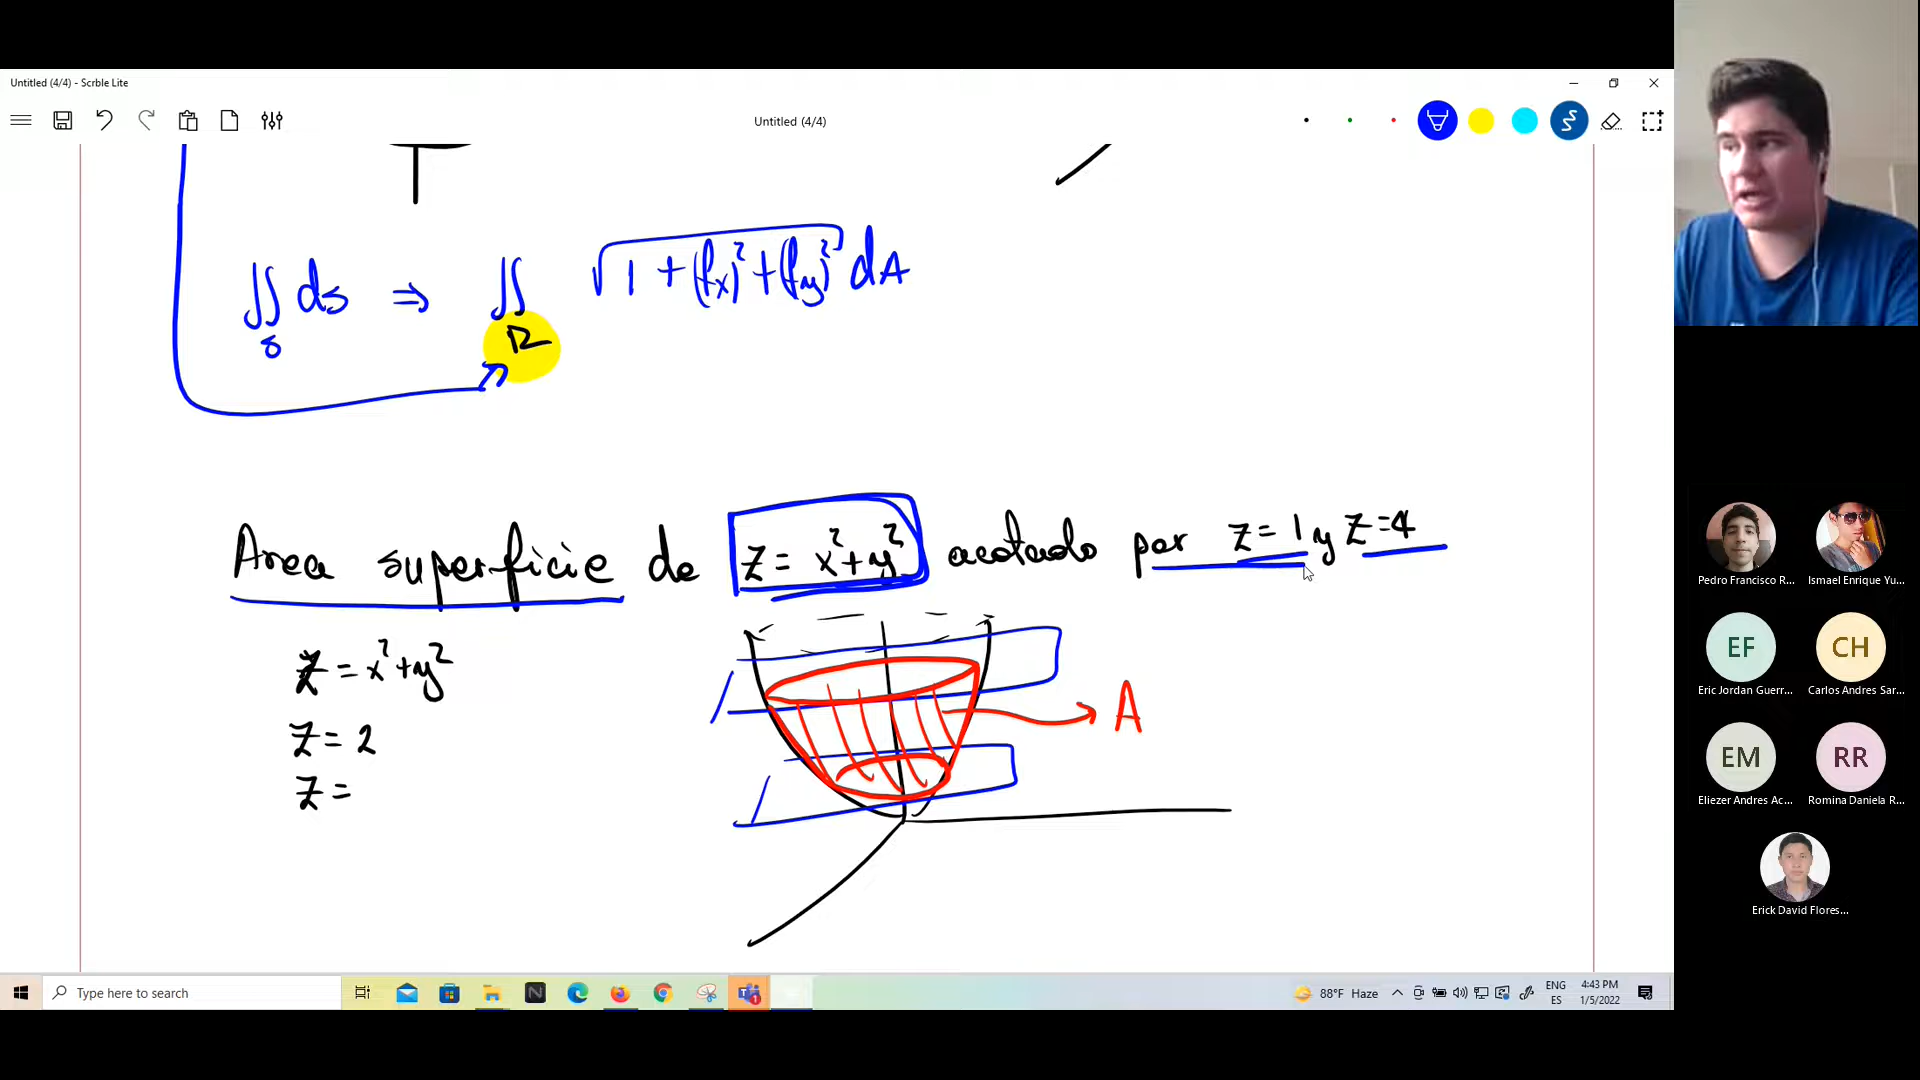 Untitled (4/4) - Scrble Lite
Untitled (4/4)
∬ ds ⇒ ∬ √1 + (fx)² + (fy)² dA
s R
Area superficie de z = x² + y² acotado por z = 1 y z = 4
z = x² + y²
z = 2
z =
A
Pedro Francisco R...
Ismael Enrique Yu...
EF
CH
Eric Jordan Guerr...
Carlos Andres Sar...
EM
RR
Eliezer Andres Ac...
Romina Daniela R...
Erick David Flores...
Type here to search
88°F Haze
ENG
ES
4:43 PM
1/5/2022